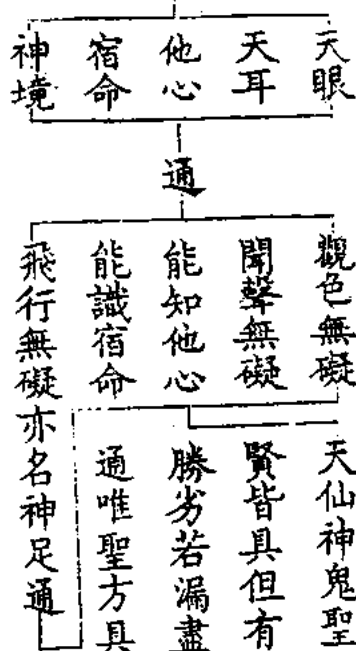 天眼
天耳
他心
宿命
神境
通
觀色無礙
聞聲無礙
能知他心
能識宿命
飛行無礙亦名神足通
天仙神鬼聖
賢皆具但有
勝劣若漏盡
通唯聖方具